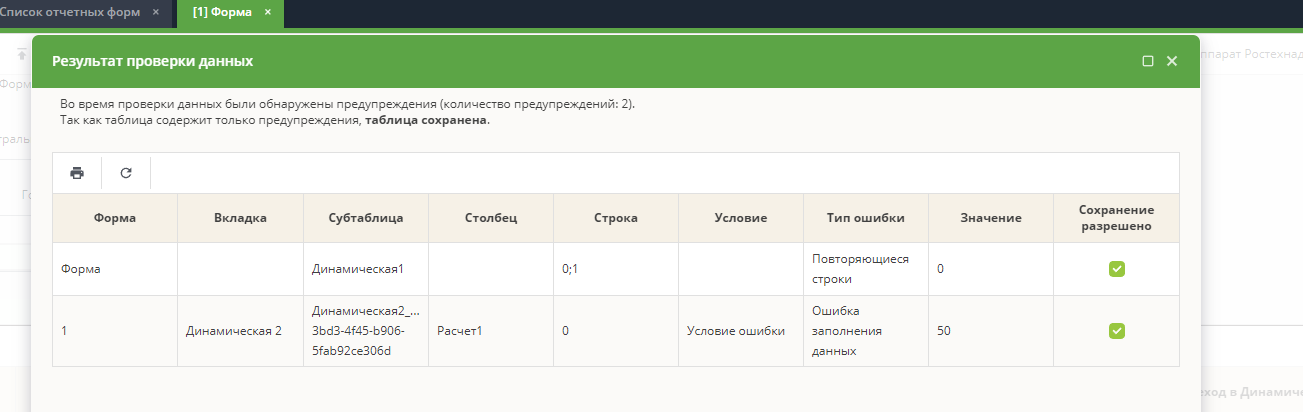 Список отчетных форм ×
[1] Форма ×
Результат проверки данных
Форм
Во время проверки данных были обнаружены предупреждения (количество предупреждений: 2).
Так как таблица содержит только предупреждения, таблица сохранена.
Форма Вкладка Субтаблица Столбец Строка Условие Тип ошибки Значение Сохранение
разрешено
Форма Динамическая1 0;1 Повторяющиеся
строки 0
1 Динамическая 2 Динамическая2_...
3bd3-4f45-b906-
5fab92ce306d Расчет1 0 Условие ошибки Ошибка
заполнения
данных 50